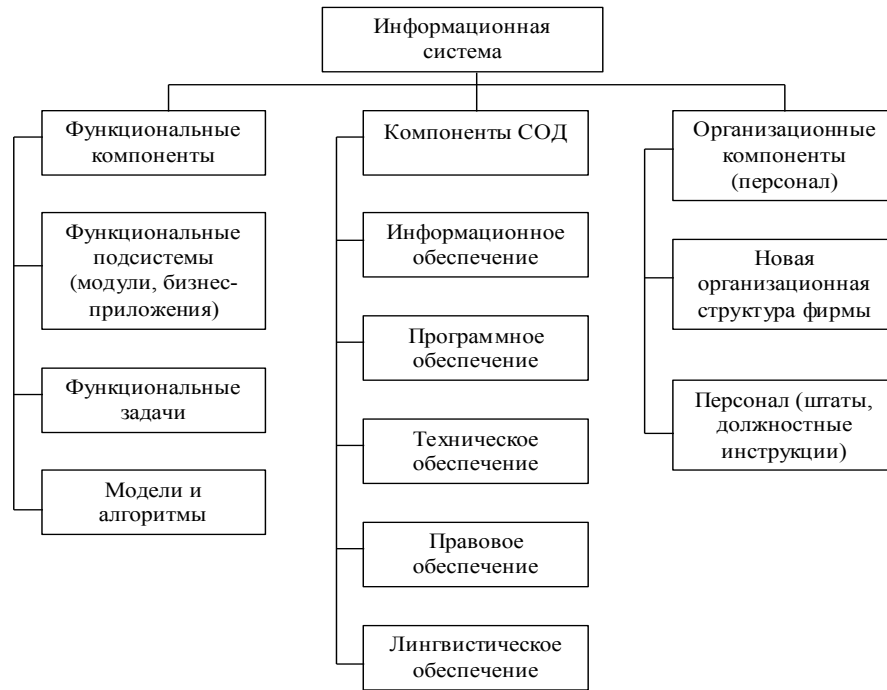 Информационная
система
Функциональные
компоненты
Функциональные
подсистемы
(модули, бизнес-
приложения)
Функциональные
задачи
Модели и
алгоритмы
Компоненты СОД
Информационное
обеспечение
Программное
обеспечение
Техническое
обеспечение
Правовое
обеспечение
Лингвистическое
обеспечение
Организационные
компоненты
(персонал)
Новая
организационная
структура фирмы
Персонал (штаты,
должностные
инструкции)